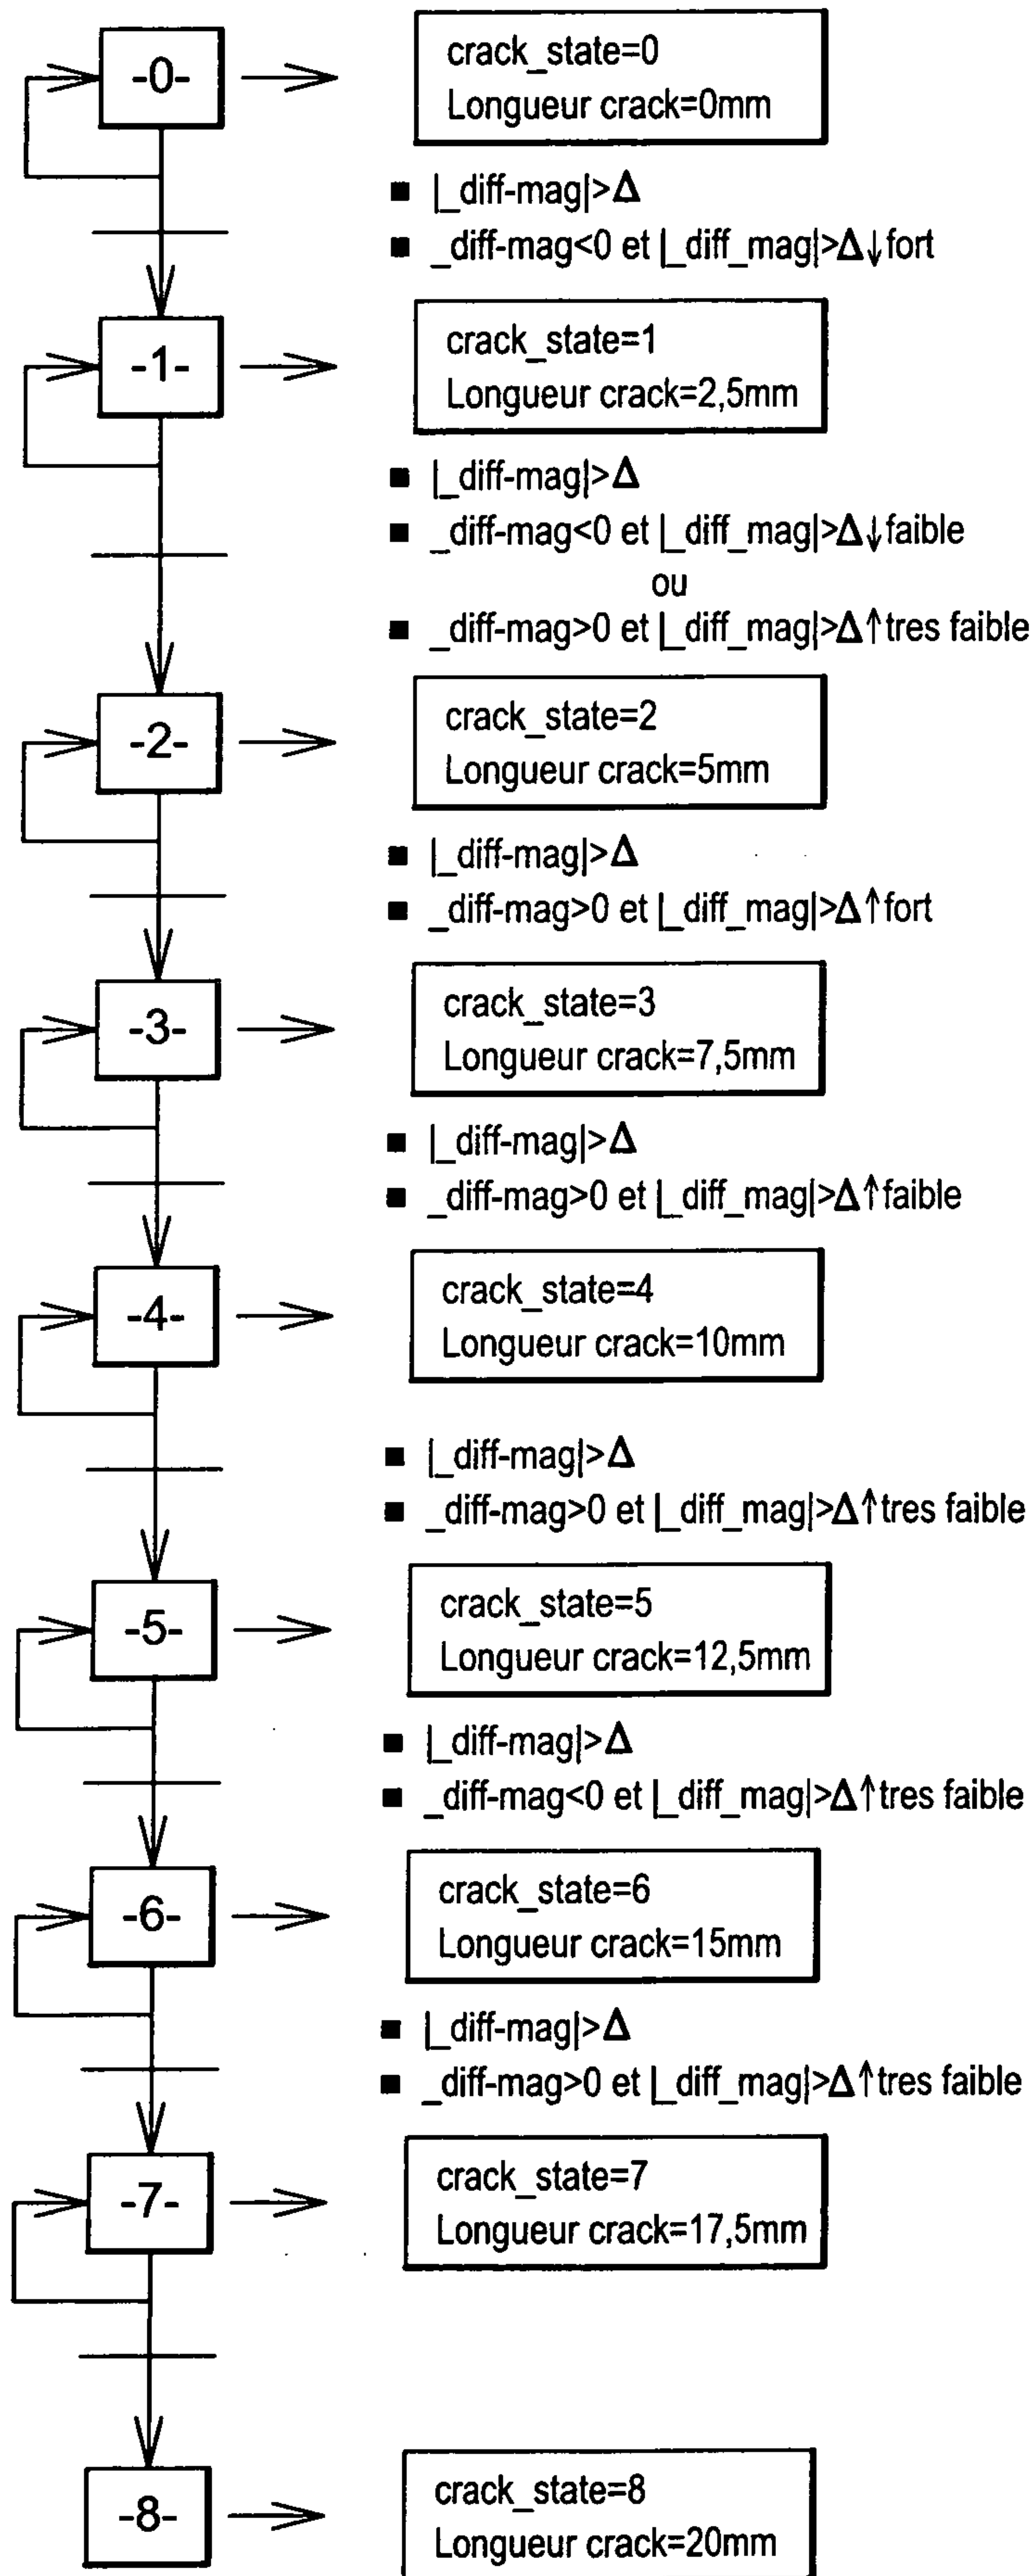 -0-
crack_state=0
Longueur crack=0mm
■ |_diff-mag|>Δ
■ _diff-mag<0 et |_diff_mag|>Δ↓fort
-1-
crack_state=1
Longueur crack=2,5mm
■ |_diff-mag|>Δ
■ _diff-mag<0 et |_diff_mag|>Δ↓faible
ou
■ _diff-mag>0 et |_diff_mag|>Δ↑tres faible
-2-
crack_state=2
Longueur crack=5mm
■ |_diff-mag|>Δ
■ _diff-mag>0 et |_diff_mag|>Δ↑fort
-3-
crack_state=3
Longueur crack=7,5mm
■ |_diff-mag|>Δ
■ _diff-mag>0 et |_diff_mag|>Δ↑faible
-4-
crack_state=4
Longueur crack=10mm
■ |_diff-mag|>Δ
■ _diff-mag>0 et |_diff_mag|>Δ↑tres faible
-5-
crack_state=5
Longueur crack=12,5mm
■ |_diff-mag|>Δ
■ _diff-mag<0 et |_diff_mag|>Δ↑tres faible
-6-
crack_state=6
Longueur crack=15mm
■ |_diff-mag|>Δ
■ _diff-mag>0 et |_diff_mag|>Δ↑tres faible
-7-
crack_state=7
Longueur crack=17,5mm
-8-
crack_state=8
Longueur crack=20mm